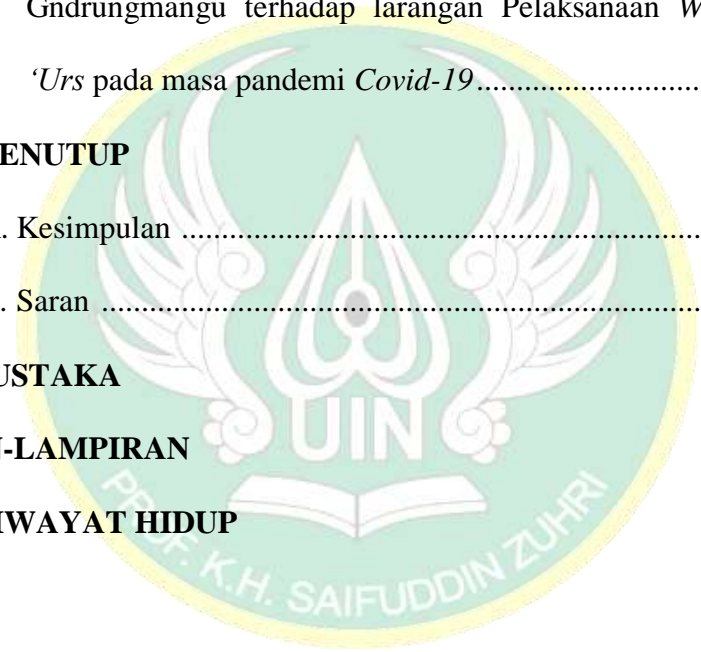 Gndrungmangu terhadap larangan Pelaksanaan W
‘Urs pada masa pandemi Covid-19..........................
ENUTUP
. Kesimpulan ......................................................
. Saran ................................................................
USTAKA
N-LAMPIRAN
IWAYAT HIDUP
UIN
PROF. K.H. SAIFUDDIN ZUHRI